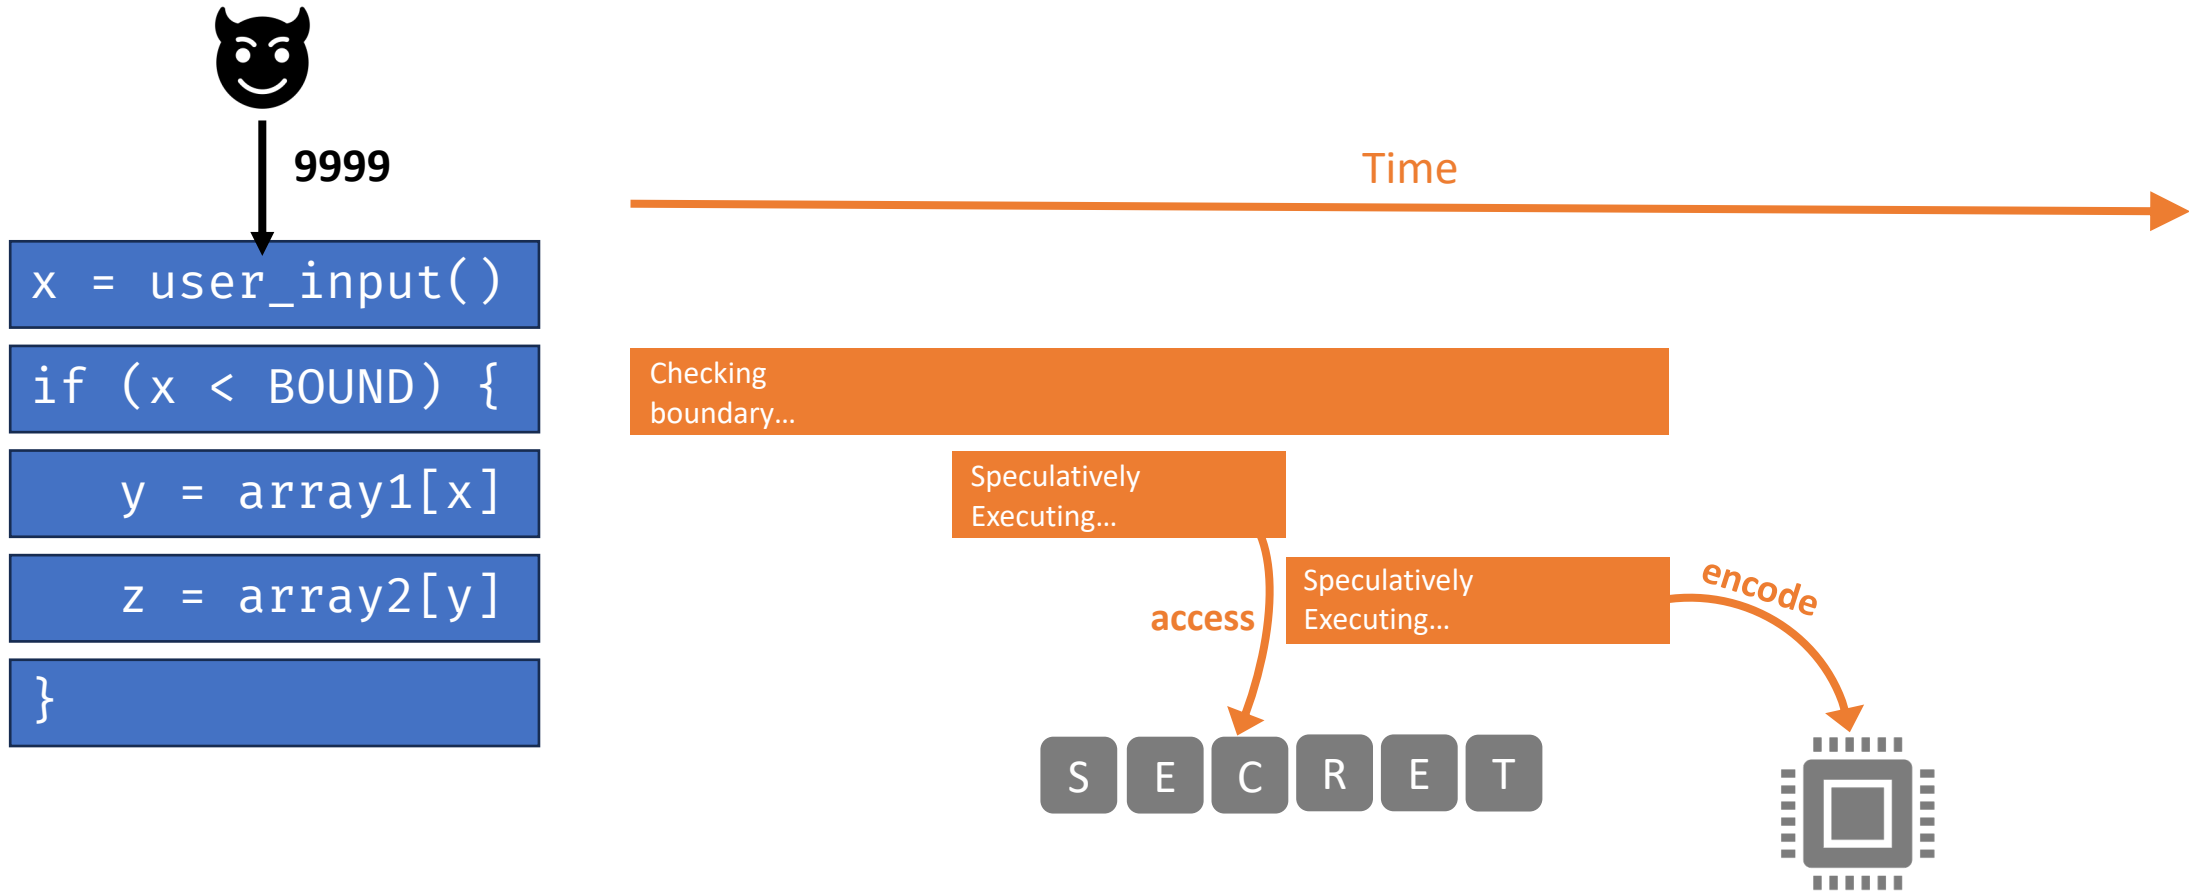 9999
Time
x = user_input()
if (x < BOUND) {
y = array1[x]
z = array2[y]
}
Checking
boundary...
Speculatively
Executing...
access
Speculatively
Executing...
encode
S E C R E T